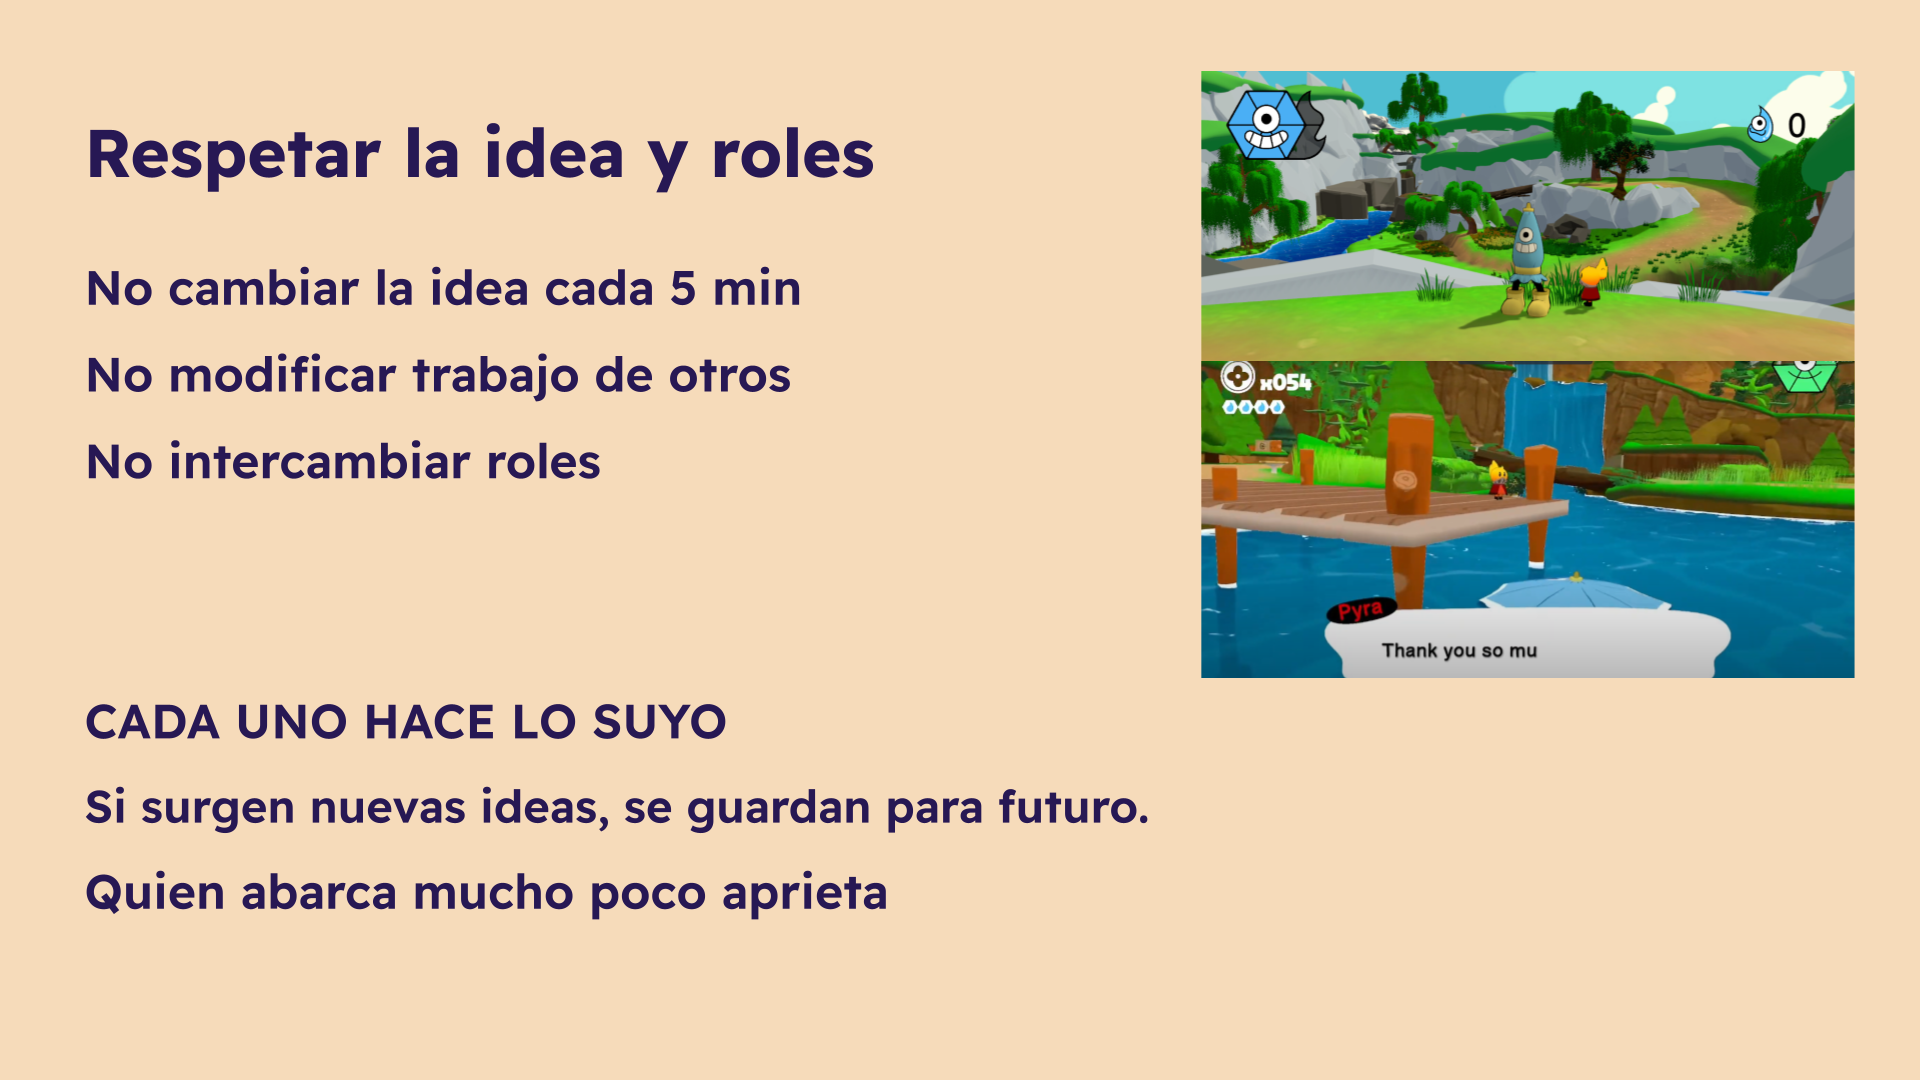 Respetar la idea y roles
No cambiar la idea cada 5 min
No modificar trabajo de otros
No intercambiar roles
CADA UNO HACE LO SUYO
Si surgen nuevas ideas, se guardan para futuro.
Quien abarca mucho poco aprieta
0
x054
Pyra
Thank you so mu